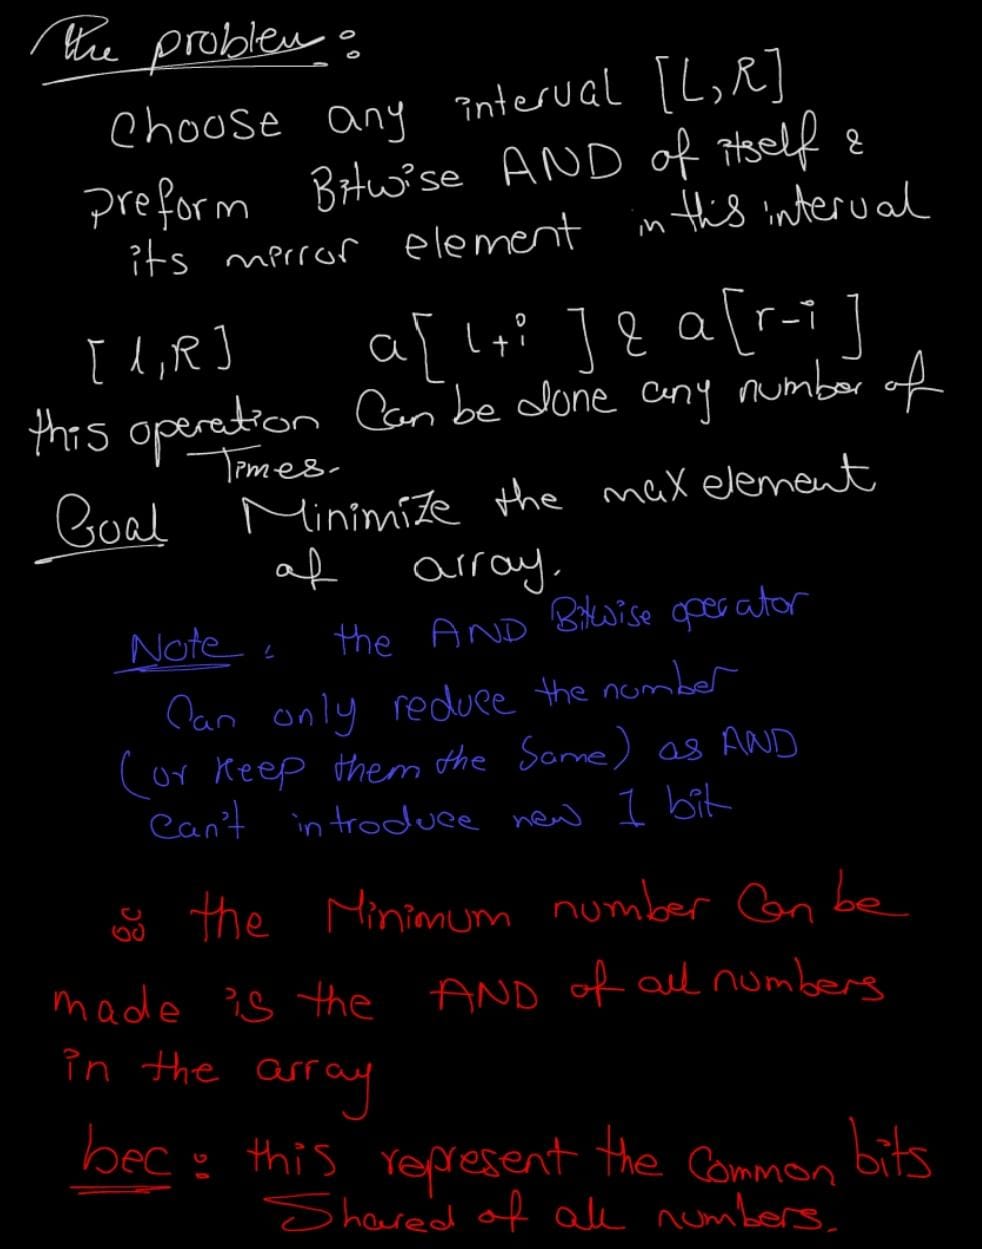 The problem:
Choose any interval [L,R]
preform Bitwise AND of itself &
its mirror element in this interval
[l,R] a[l+i] & a[r-i]
this operation Can be done any number of
Times.
Goal Minimize the max element
of array.
Note: the AND Bitwise operator
Can only reduce the number
(or Keep them the Same) as AND
can't introduce new 1 bit
the Minimum number Can be
made is the AND of all numbers
in the array
bec: this represent the Common bits
Shared of all numbers.